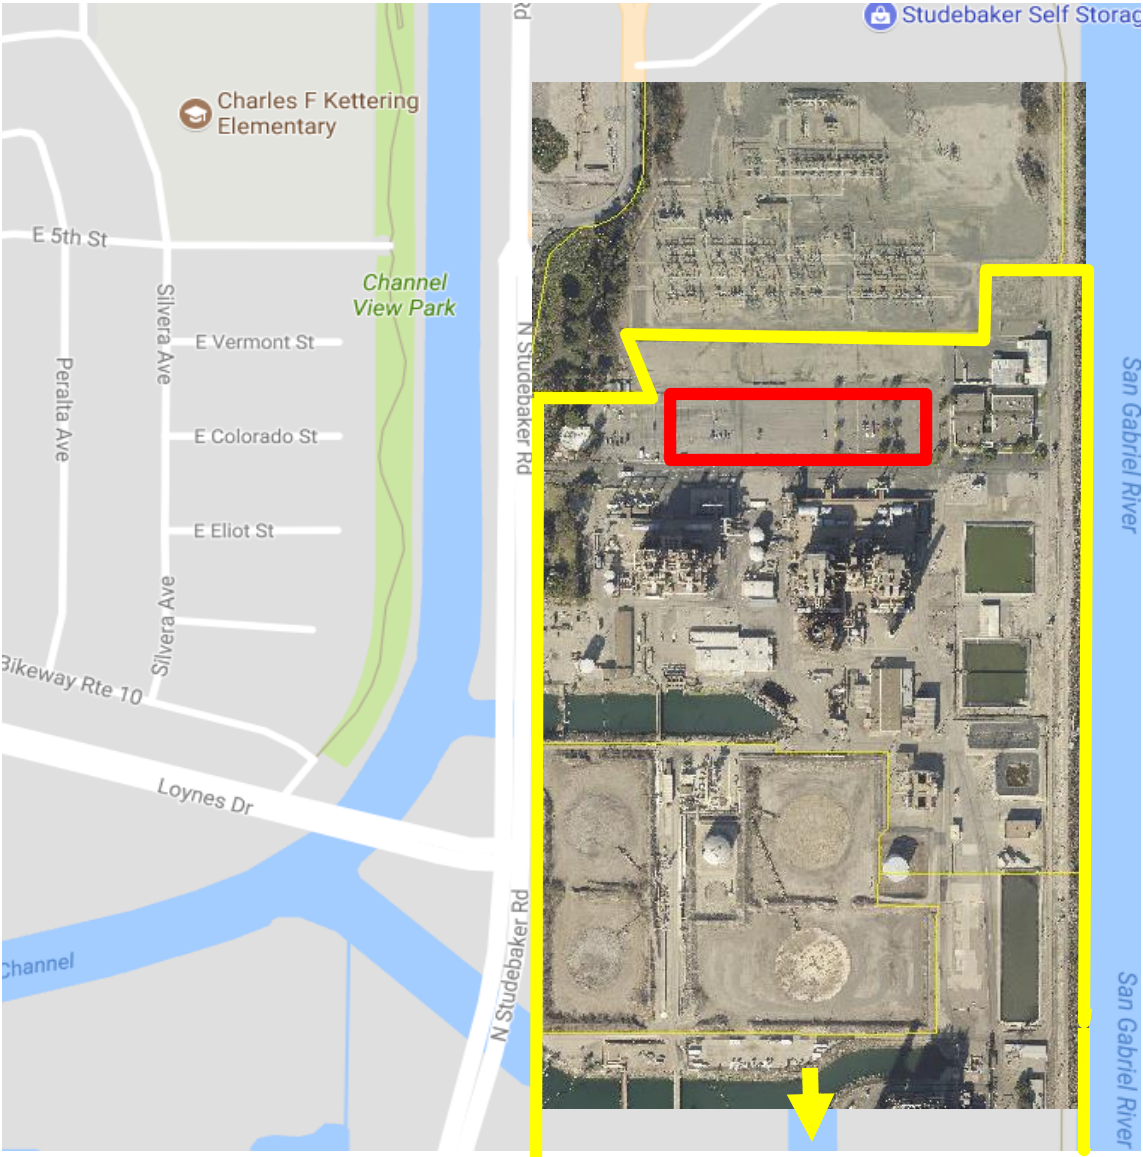 Rd
Studebaker Self Storag
Charles F Kettering
Elementary
E 5th St
Channel
View Park
Silvera Ave
E Vermont St
N Studebaker Rd
Peralta Ave
San Gabriel River
E Colorado St
E Eliot St
Silvera Ave
Bikeway Rte 10
Loynes Dr
N Studebaker Rd
Channel
San Gabriel River